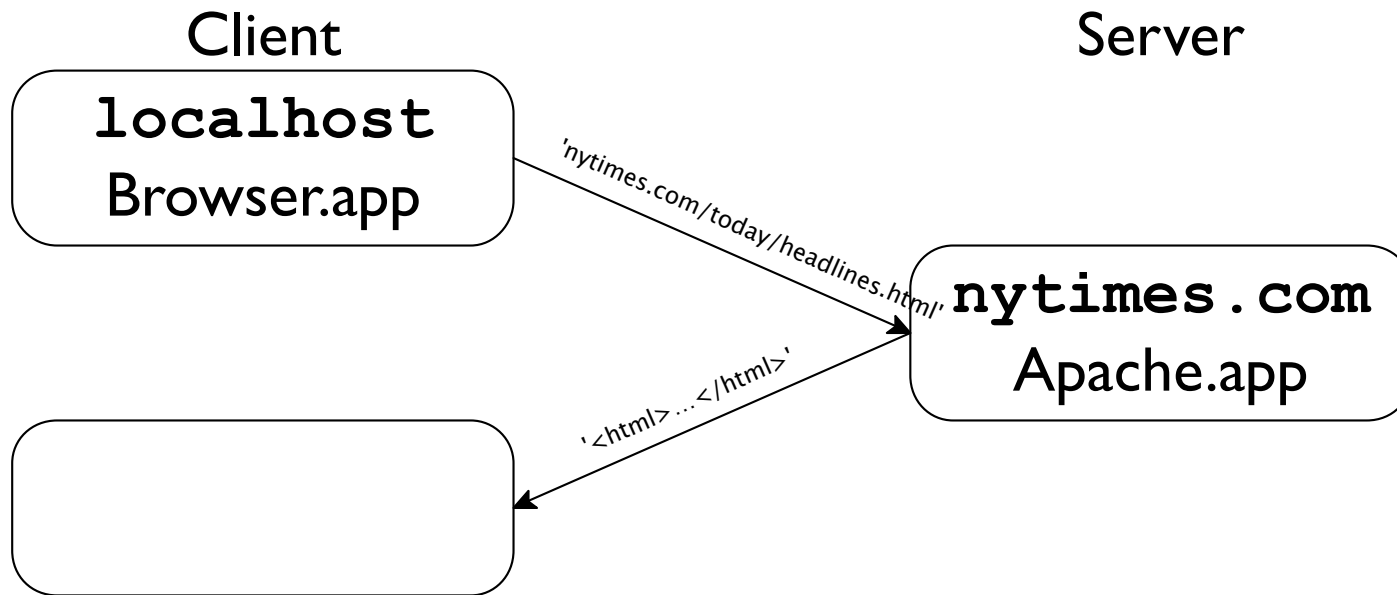 Client
Server
localhost
Browser.app
'nytimes.com/today/headlines.html'
nytimes.com
Apache.app
'<html>...</html>'